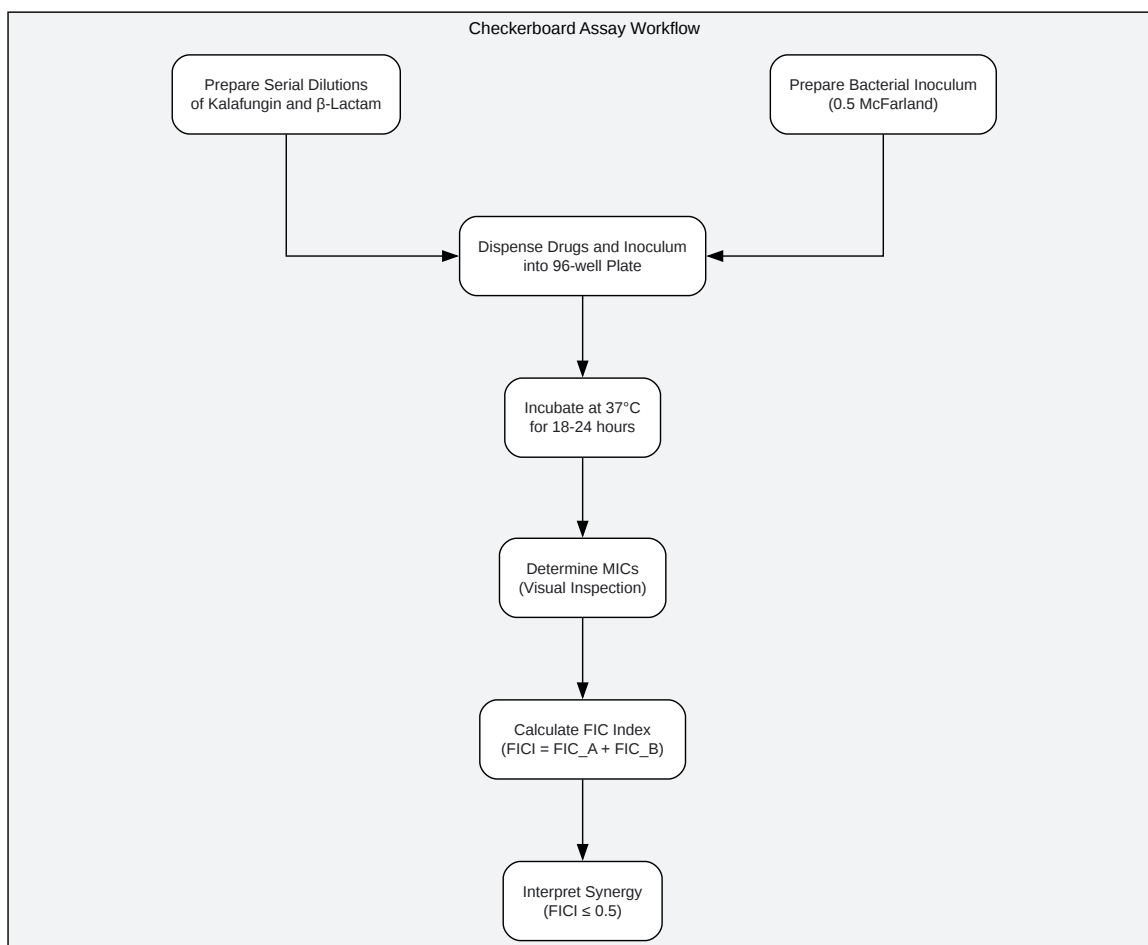 Checkerboard Assay Workflow
Prepare Serial Dilutions
of Kalafungin and β-Lactam
Prepare Bacterial Inoculum
(0.5 McFarland)
Dispense Drugs and Inoculum
into 96-well Plate
Incubate at 37°C
for 18-24 hours
Determine MICs
(Visual Inspection)
Calculate FIC Index
(FICI = FIC_A + FIC_B)
Interpret Synergy
(FICI ≤ 0.5)